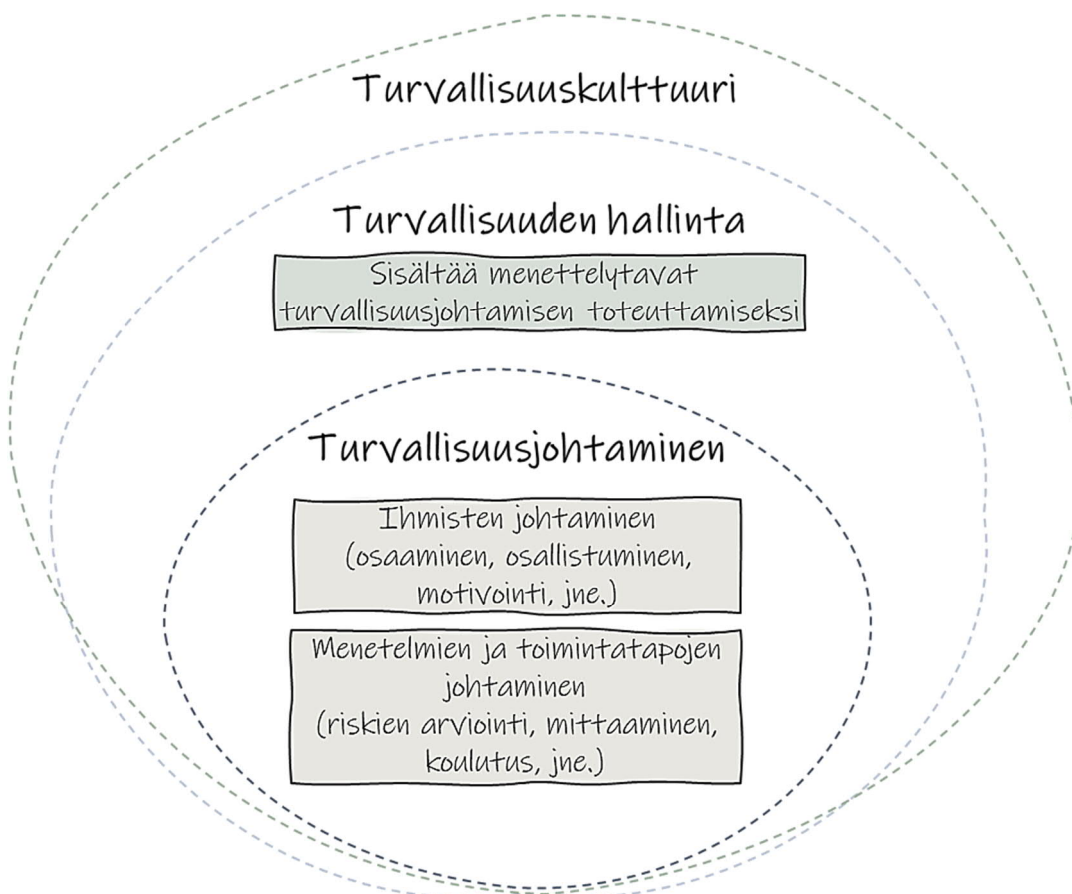 Turvallisuuskulttuuri
Turvallisuuden hallinta
Sisältää menettelytavat
turvallisuusjohtamisen toteuttamiseksi
Turvallisuusjohtaminen
Ihmisten johtaminen
(osaaminen, osallistuminen,
motivointi, jne.)
Menetelmien ja toimintatapojen
johtaminen
(riskien arviointi, mittaaminen,
koulutus, jne.)